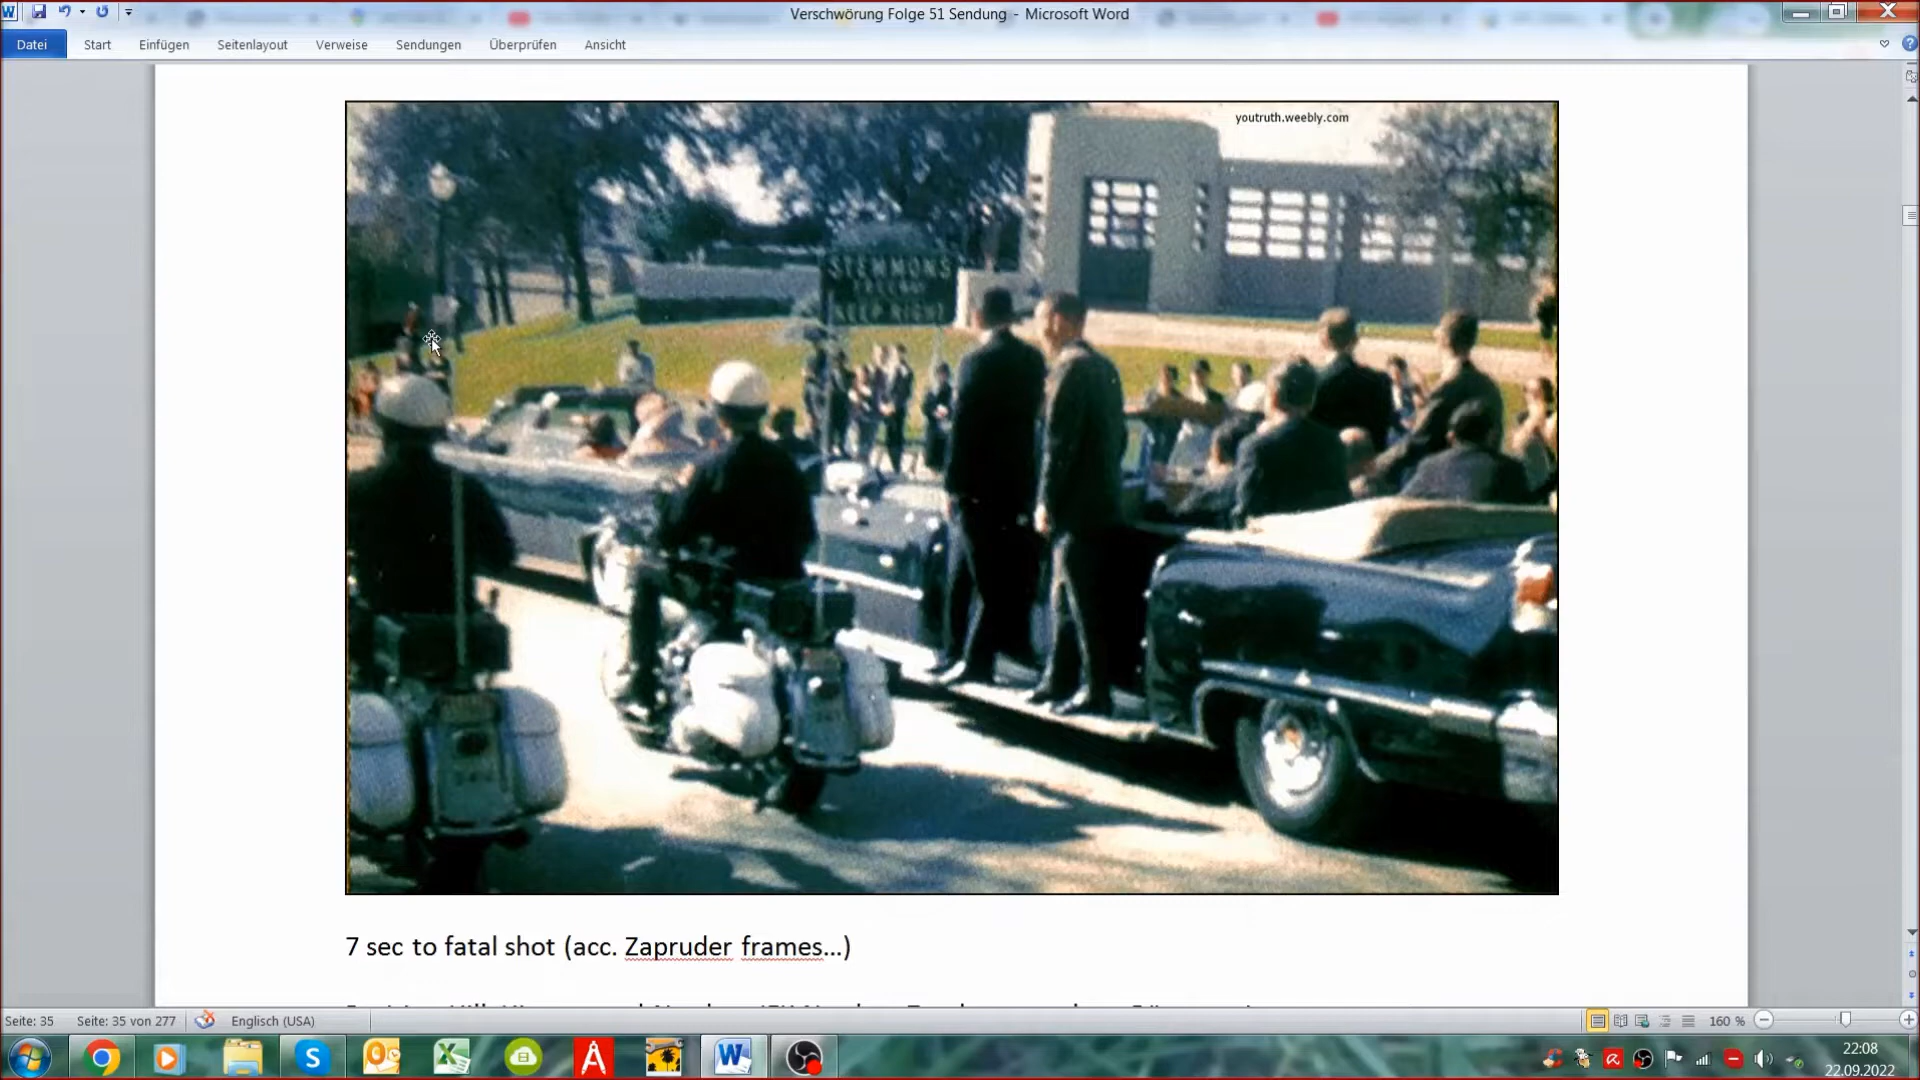 Verschwörung Folge 51 Sendung - Microsoft Word
Datei Start Einfügen Seitenlayout Verweise Sendungen Überprüfen Ansicht
youtruth.weebly.com
STEMMONS
FREEWAY
KEEP RIGHT
7 sec to fatal shot (acc. Zapruder frames...)
Seite: 35 Seite: 35 von 277 Englisch (USA) 160 %
22:08
22.09.2022